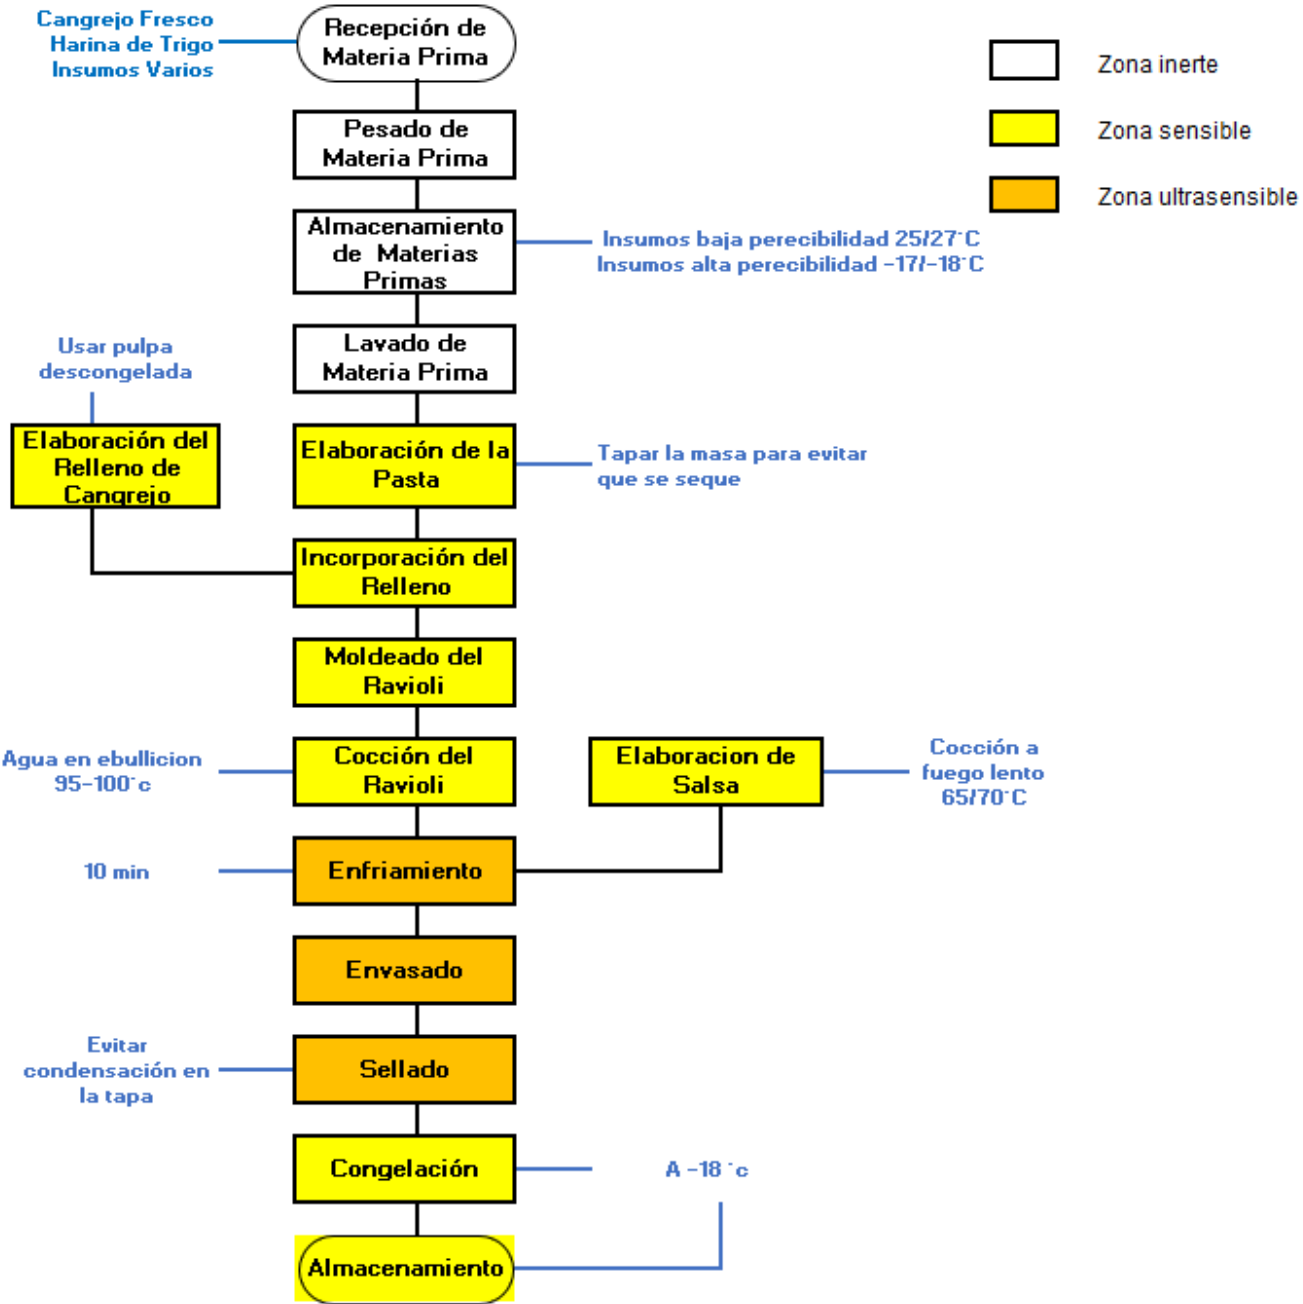 Cangrejo Fresco
Harina de Trigo
Insumos Varios
Recepción de
Materia Prima
Zona inerte
Zona sensible
Zona ultrasensible
Pesado de
Materia Prima
Almacenamiento
de Materias
Primas
Insumos baja perecibilidad 25/27°C
Insumos alta perecibilidad -17/-18°C
Lavado de
Materia Prima
Usar pulpa
descongelada
Elaboración del
Relleno de
Cangrejo
Elaboración de la
Pasta
Tapar la masa para evitar
que se seque
Incorporación del
Relleno
Moldeado del
Ravioli
Agua en ebullicion
95-100°c
Cocción del
Ravioli
Elaboracion de
Salsa
Cocción a
fuego lento
65/70°C
10 min
Enfriamiento
Envasado
Evitar
condensación en
la tapa
Sellado
Congelación
A -18 °c
Almacenamiento